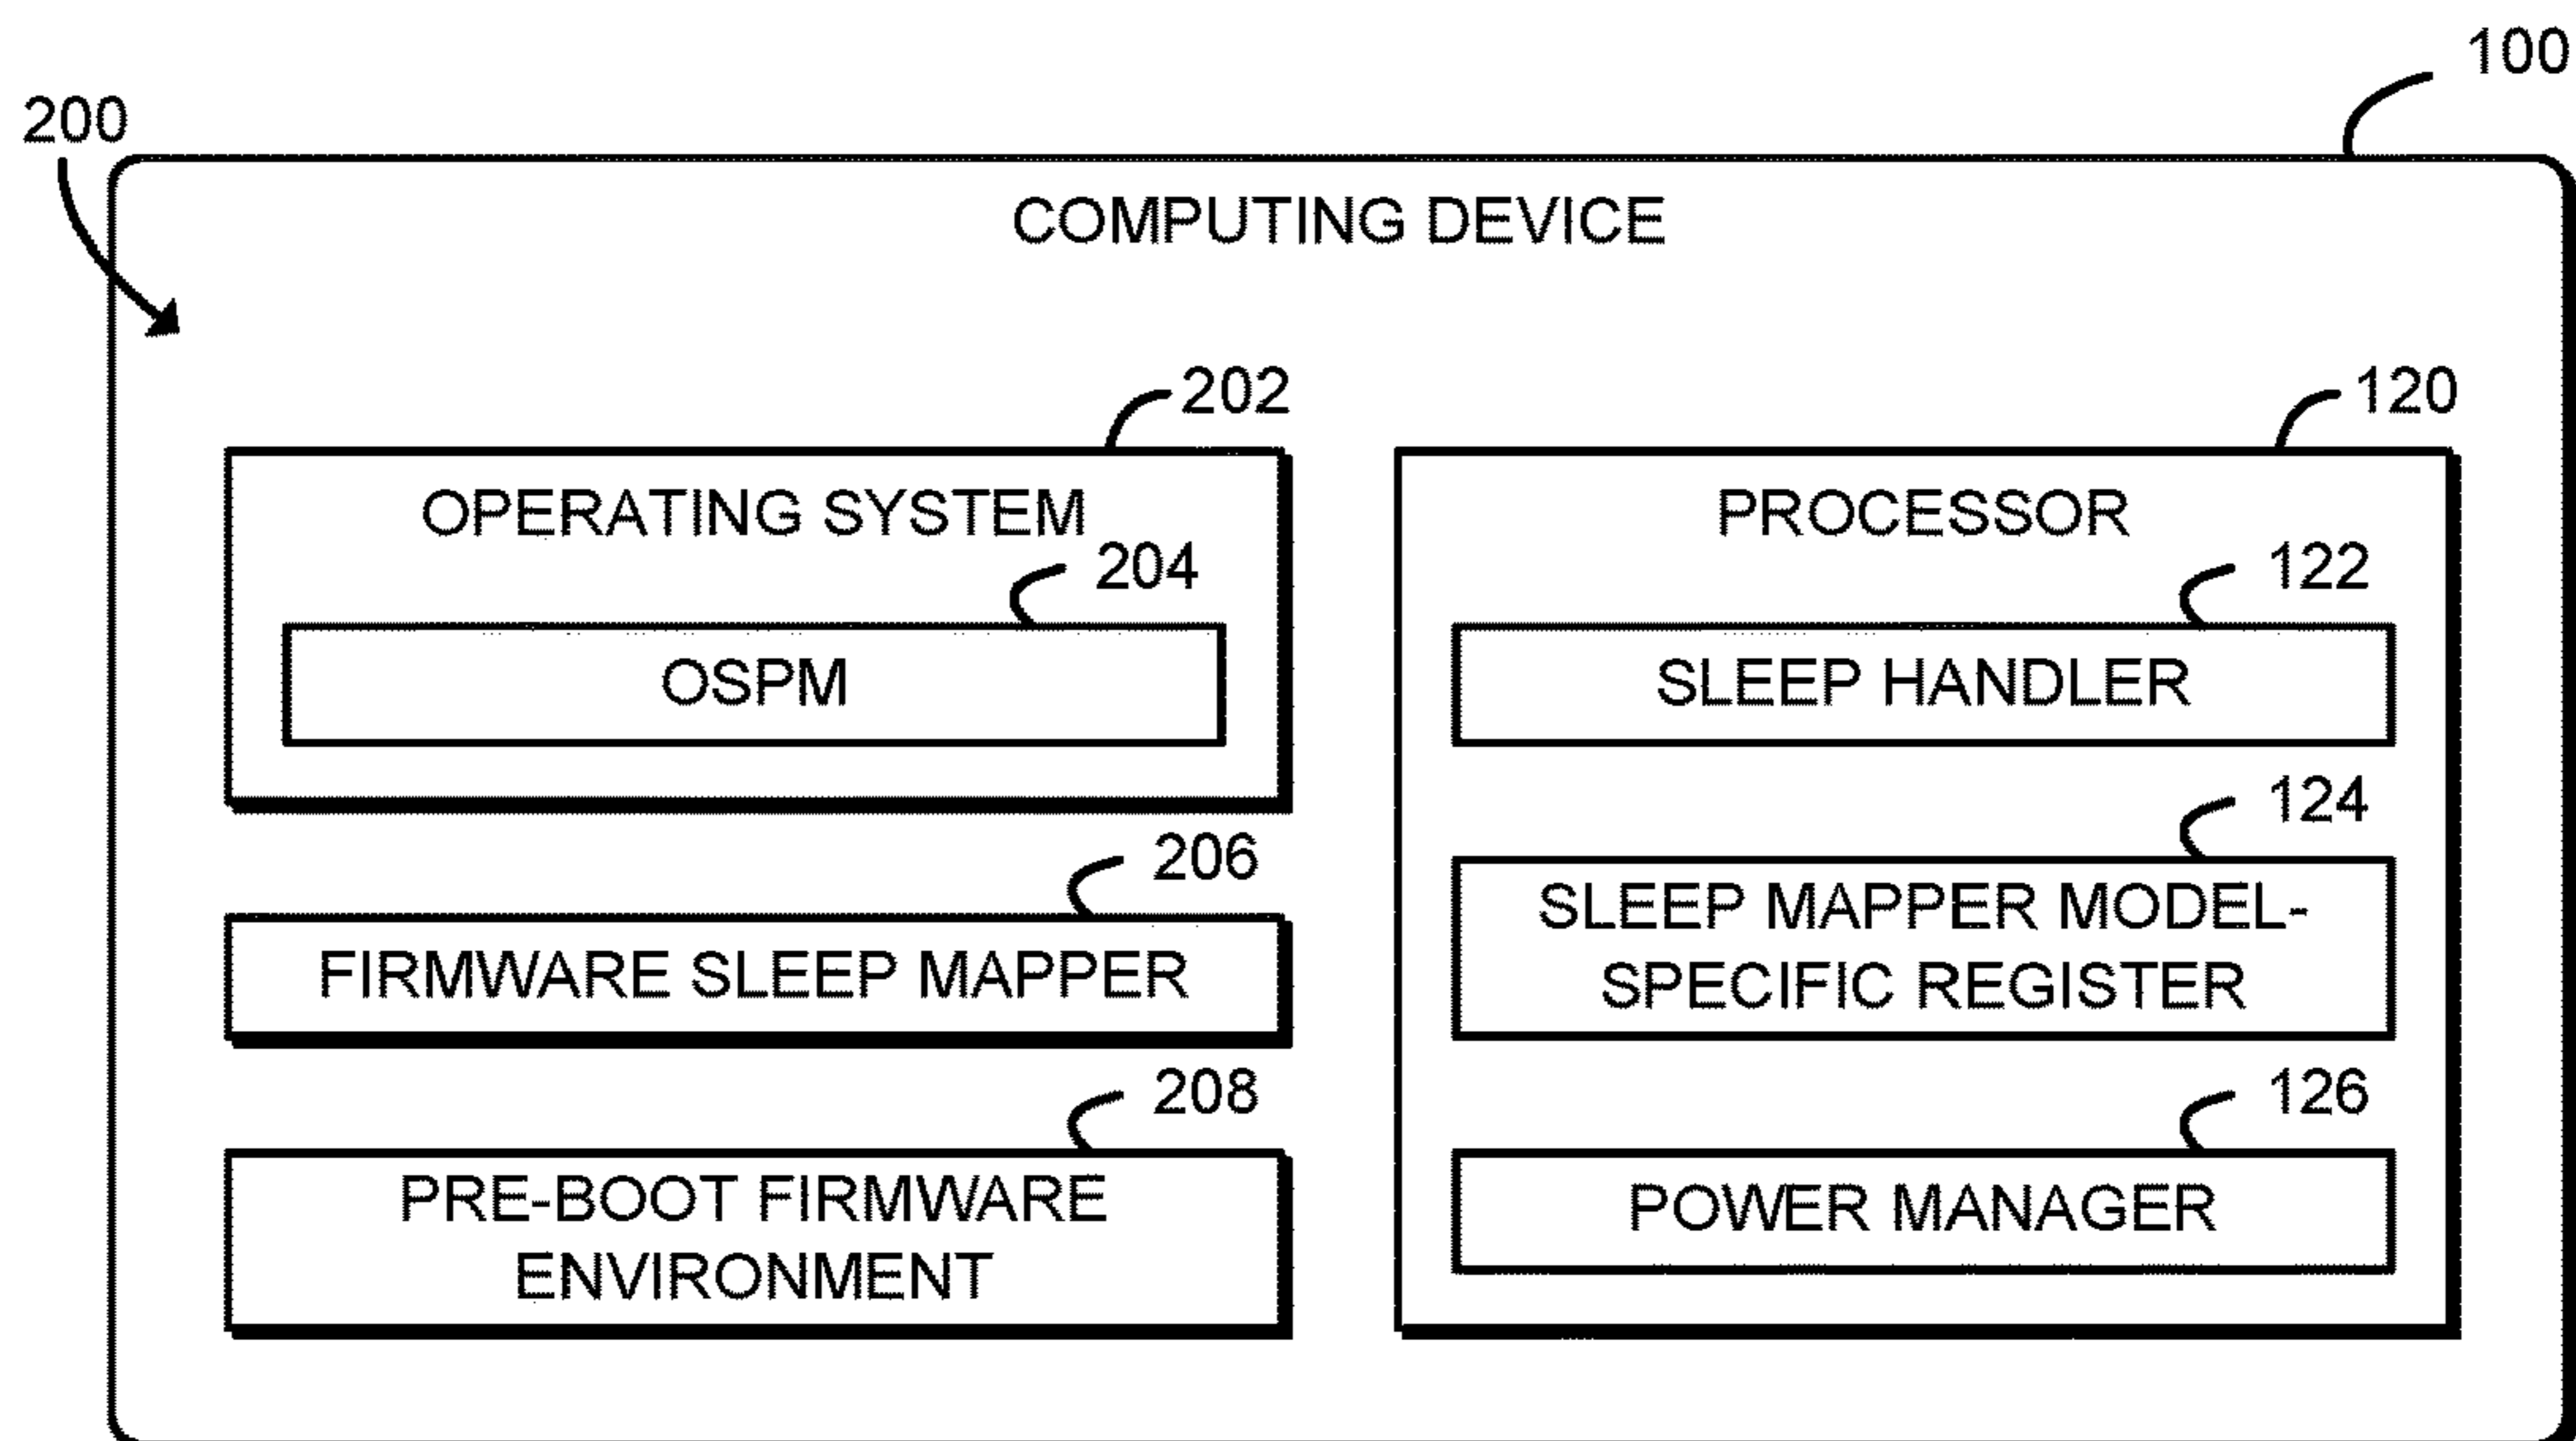 100
200
COMPUTING DEVICE
202
OPERATING SYSTEM
204
OSPM
206
FIRMWARE SLEEP MAPPER
208
PRE-BOOT FIRMWARE
ENVIRONMENT
120
PROCESSOR
122
SLEEP HANDLER
124
SLEEP MAPPER MODEL-
SPECIFIC REGISTER
126
POWER MANAGER